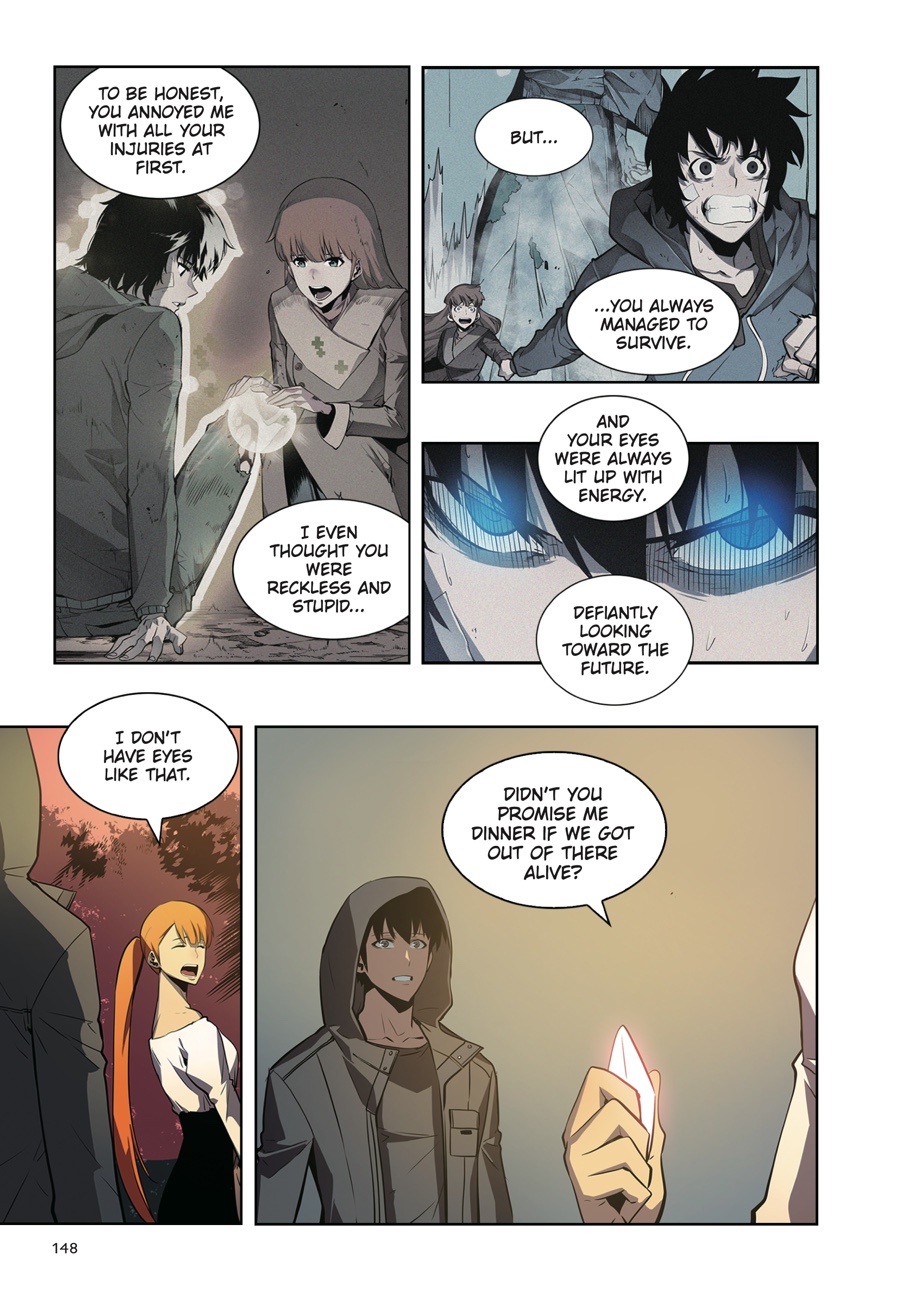 TO BE HONEST,
YOU ANNOYED ME
WITH ALL YOUR
INJURIES AT
FIRST.
I EVEN
THOUGHT YOU
WERE
RECKLESS AND
STUPID...
BUT...
...YOU ALWAYS
MANAGED TO
SURVIVE.
AND
YOUR EYES
WERE ALWAYS
LIT UP WITH
ENERGY.
DEFIANTLY
LOOKING
TOWARD THE
FUTURE.
I DON'T
HAVE EYES
LIKE THAT.
DIDN'T YOU
PROMISE ME
DINNER IF WE GOT
OUT OF THERE
ALIVE?
148